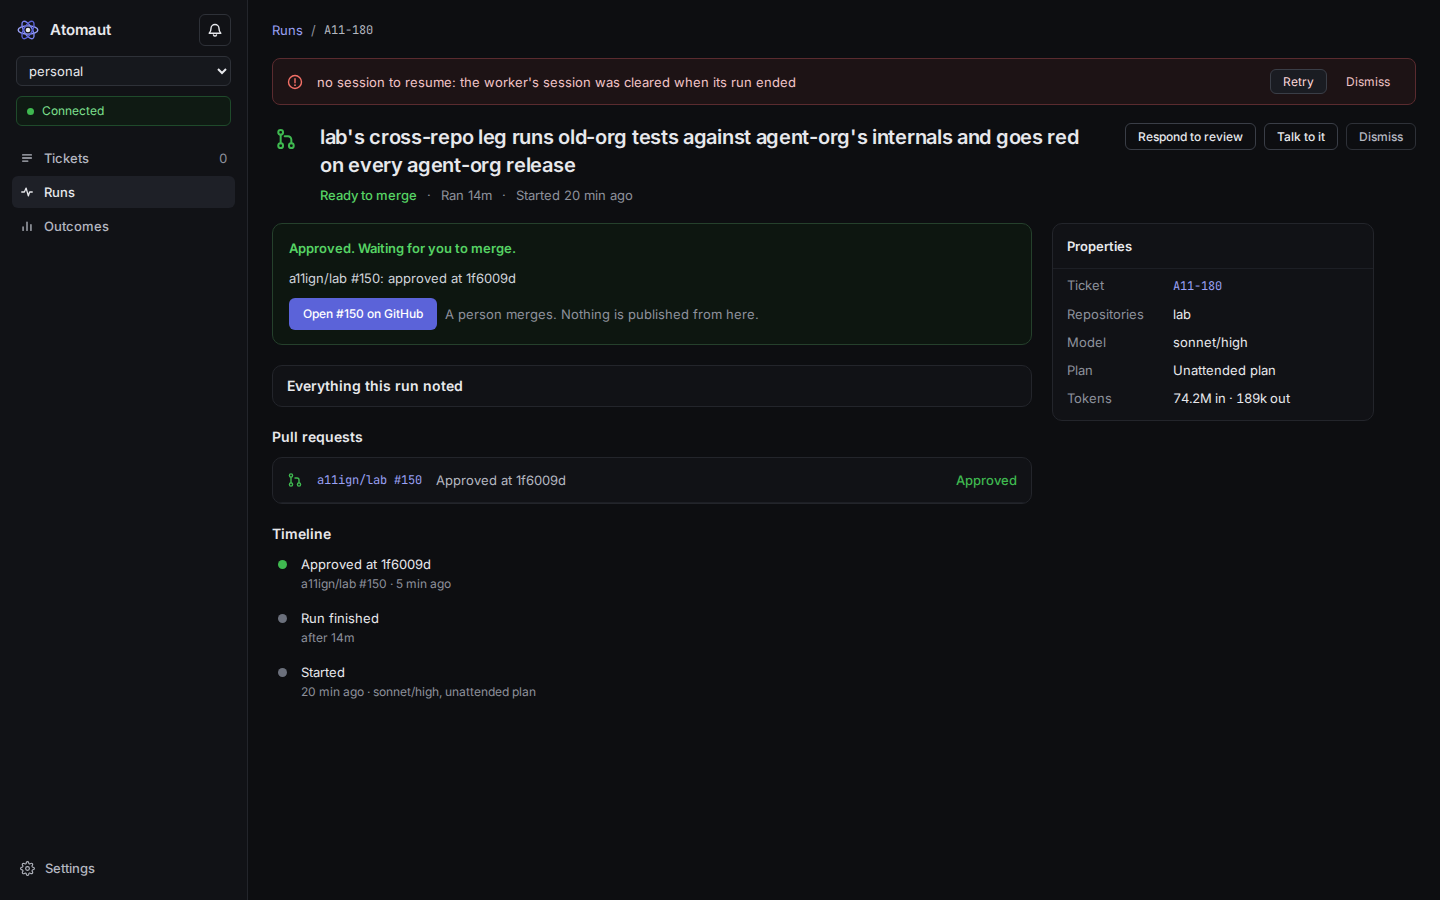 Atomaut
personal
Connected
Tickets 0
Runs
Outcomes
Settings
Runs / A11-180
no session to resume: the worker's session was cleared when its run ended
Retry
Dismiss
lab's cross-repo leg runs old-org tests against agent-org's internals and goes red
on every agent-org release
Ready to merge · Ran 14m · Started 20 min ago
Respond to review
Talk to it
Dismiss
Approved. Waiting for you to merge.
a11ign/lab #150: approved at 1f6009d
Open #150 on GitHub
A person merges. Nothing is published from here.
Everything this run noted
Pull requests
a11ign/lab #150 Approved at 1f6009d Approved
Timeline
Approved at 1f6009d
a11ign/lab #150 · 5 min ago
Run finished
after 14m
Started
20 min ago · sonnet/high, unattended plan
Properties
Ticket A11-180
Repositories lab
Model sonnet/high
Plan Unattended plan
Tokens 74.2M in · 189k out